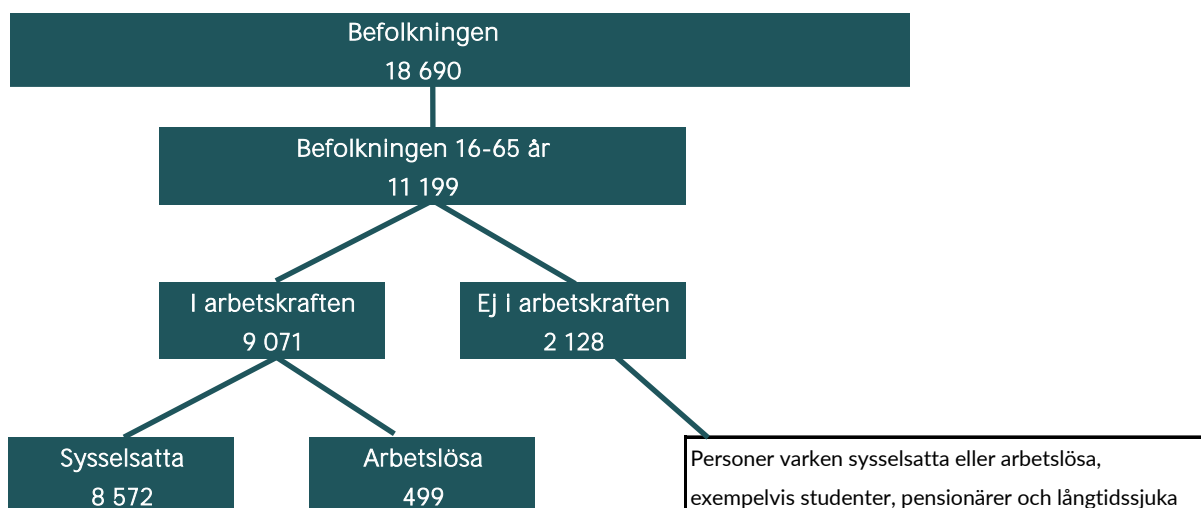 Befolkningen
18 690
Befolkningen 16-65 år
11 199
I arbetskraften
9 071
Ej i arbetskraften
2 128
Sysselsatta
8 572
Arbetslösa
499
Personer varken sysselsatta eller arbetslösa,
exempelvis studenter, pensionärer och långtidssjuka